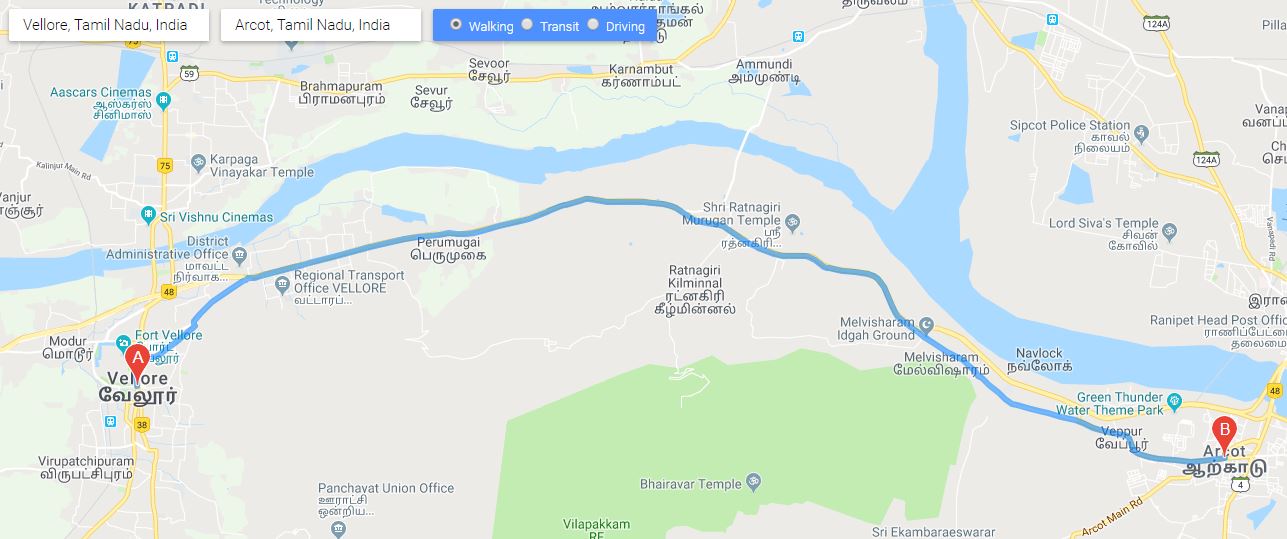 KATPADI
Vellore, Tamil Nadu, India
Arcot, Tamil Nadu, India
Walking
Transit
Driving
59
Technology
Brahmapuram
பிராமனபுரம்
Sevoor
சேவூர்
Sevur
சேவூர்
Karnambut
கர்ணாம்பட்
Ammundi
அம்முண்டி
திருவலம்
124A
Pilla
Aascars Cinemas
ஆஸ்கர்ஸ்
சினிமாஸ்
75
Kalinjur Main Rd
Karpaga
Vinayakar Temple
Sipcot Police Station
காவல்
நிலையம்
124A
Vanjur
Sri Vishnu Cinemas
Shri Ratnagiri
Murugan Temple
ஸ்ரீ
ரத்னகிரி...
Lord Siva's Temple
சிவன்
கோவில்
Vanapadi Rd
District
Administrative Office
மாவட்ட
நிர்வாக...
Perumugai
பெருமுகை
Regional Transport
Office VELLORE
வட்டாரப்...
48
Ratnagiri
Kilminnal
ரட்னகிரி
கீழ்மின்னல்
Ranipet Head Post Office
ராணிப்பேட்டை
தலைமை
Fort Vellore
Modur
மொடூர்
Melvisharam
Idgah Ground
Melvisharam
மேல்விஷாரம்
Navlock
நவ்லோக்
A
Vellore
வேலூர்
48
Green Thunder
Water Theme Park
38
Veppur
வேப்பூர்
B
Arcot
ஆற்காடு
4
Virupatchipuram
விருபட்சிபுரம்
Panchayat Union Office
ஊராட்சி
ஒன்றிய...
Bhairavar Temple
Arcot Main Rd
Vilapakkam
RF
Sri Ekambaraeswarar